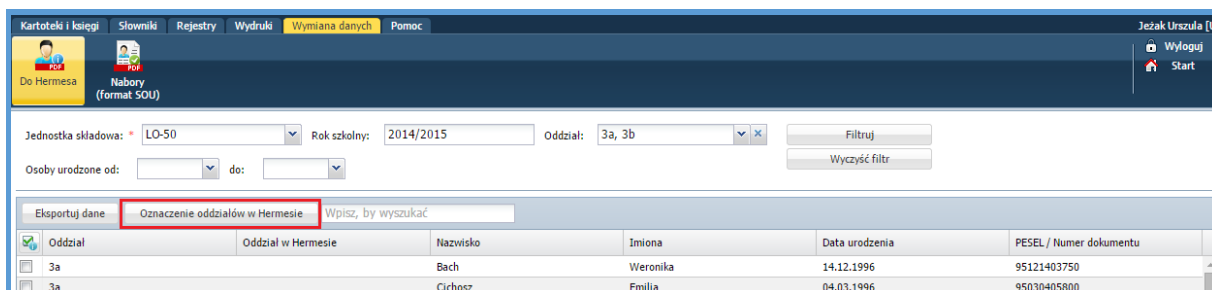 Kartoteki i księgi Słowniki Rejestry Wydruki Wymiana danych Pomoc Jeżak Urszula [U
Wyloguj
Start
PDF PDF
Do Hermesa Nabory
(format SOU)
Jednostka składowa: * LO-50 Rok szkolny: 2014/2015 Oddział: 3a, 3b Filtruj
Osoby urodzone od: do: Wyczyść filtr
Eksportuj dane Oznaczenie oddziałów w Hermesie Wpisz, by wyszukać
Oddział Oddział w Hermesie Nazwisko Imiona Data urodzenia PESEL / Numer dokumentu
3a Bach Weronika 14.12.1996 95121403750
3a Cichosz Emilia 04.03.1996 95030405800